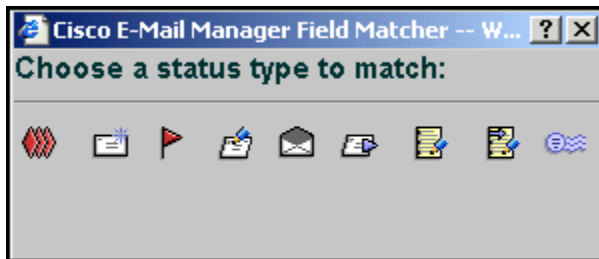 Cisco E-Mail Manager Field Matcher -- W...
Choose a status type to match: